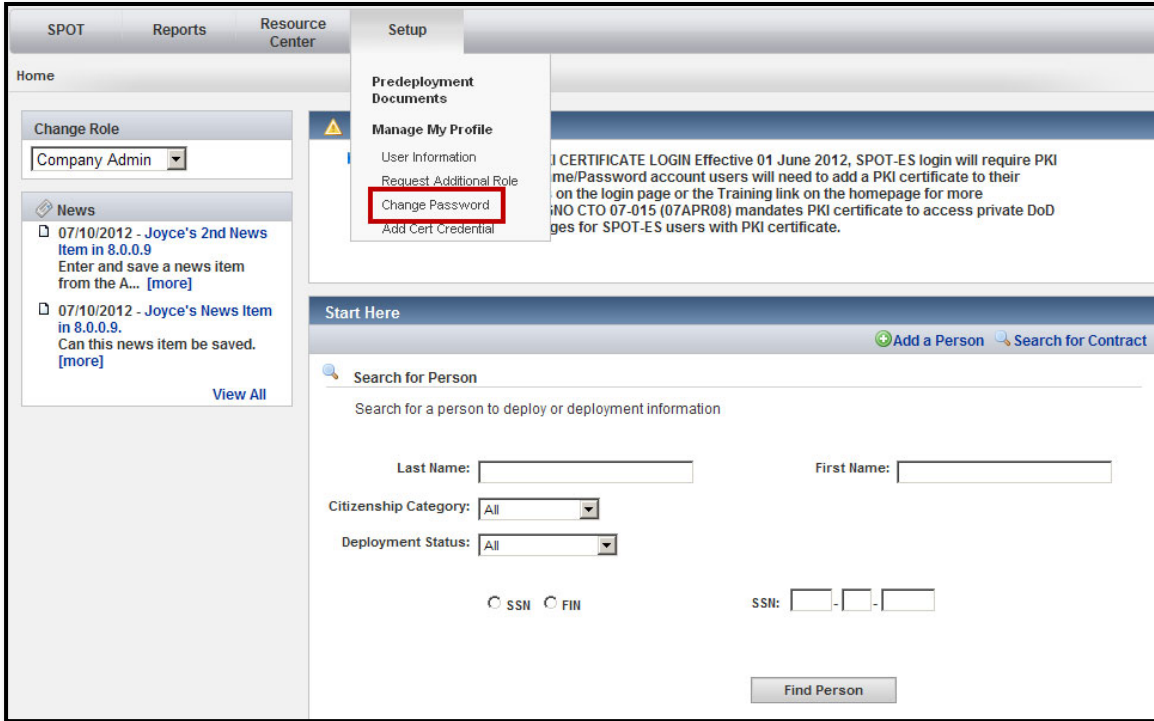 SPOT
Reports
Resource
Center
Setup
Home
Predeployment
Documents
Manage My Profile
User Information
Request Additional Role
Change Password
Add Cert Credential
Change Role
Company Admin
News
07/10/2012 - Joyce's 2nd News
Item in 8.0.0.9
Enter and save a news item
from the A... [more]
07/10/2012 - Joyce's News Item
in 8.0.0.9.
Can this news item be saved.
[more]
View All
CERTIFICATE LOGIN Effective 01 June 2012, SPOT-ES login will require PKI
me/Password account users will need to add a PKI certificate to their
on the login page or the Training link on the homepage for more
GNO CTO 07-015 (07APR08) mandates PKI certificate to access private DoD
ges for SPOT-ES users with PKI certificate.
Start Here
Add a Person Search for Contract
Search for Person
Search for a person to deploy or deployment information
Last Name: First Name:
Citizenship Category: All
Deployment Status: All
SSN FIN SSN: - -
Find Person